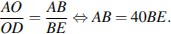 AO/OD = AB/BE ⇔ AB = 40BE.